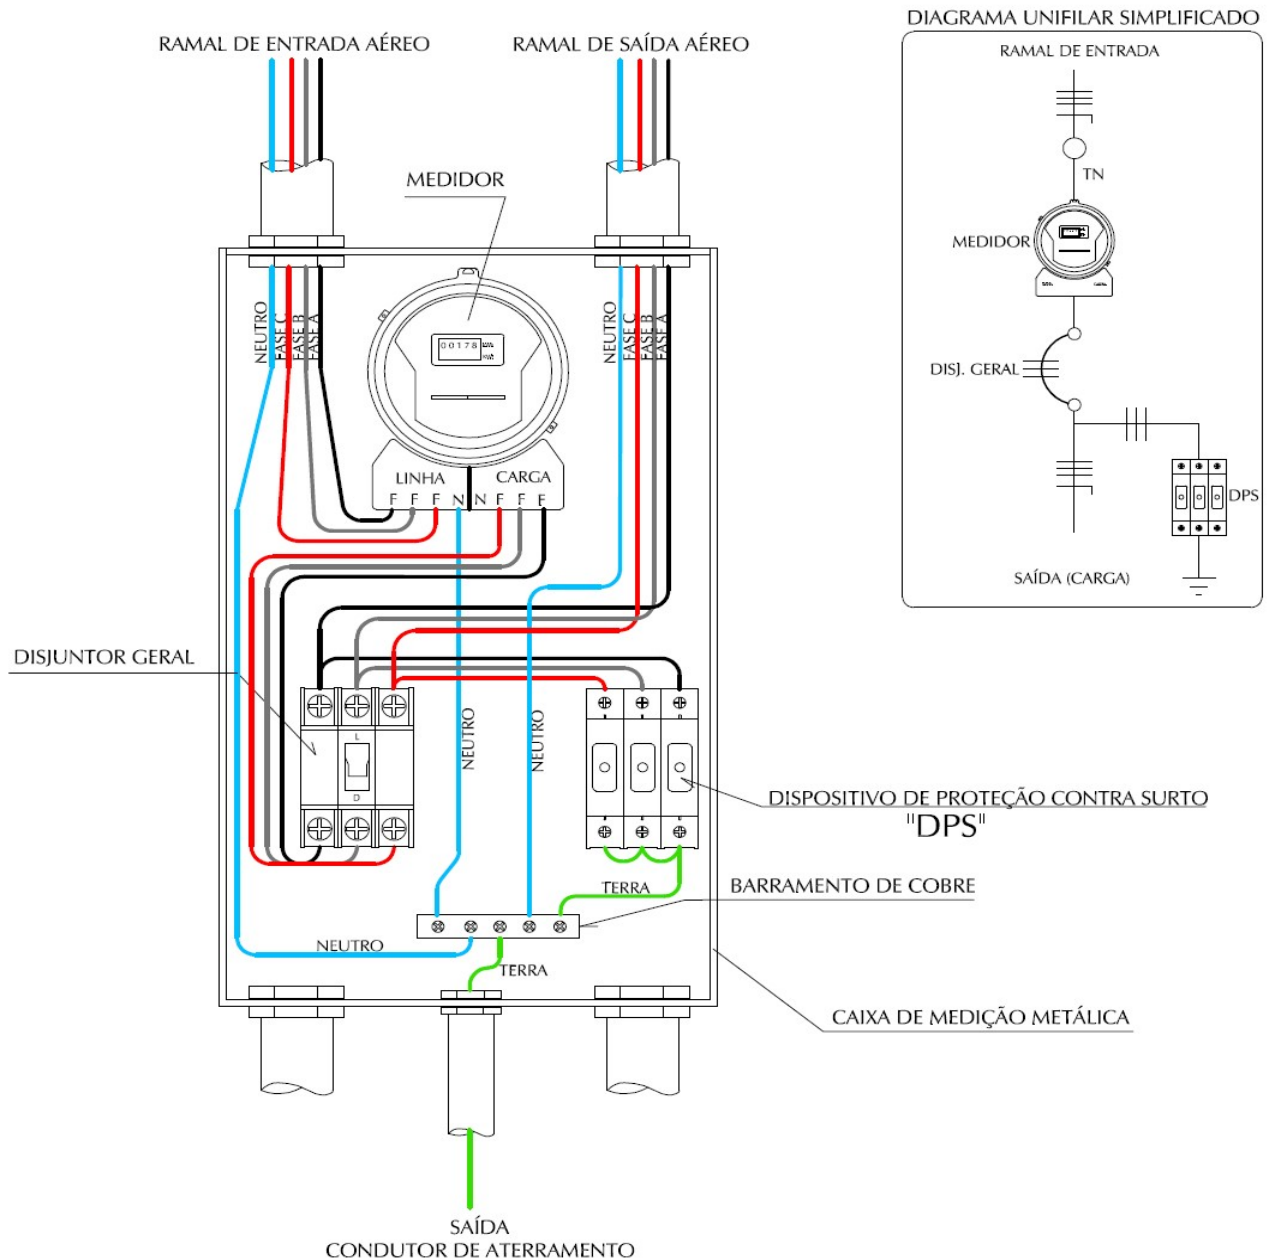 DIAGRAMA UNIFILAR SIMPLIFICADO
RAMAL DE ENTRADA AÉREO
RAMAL DE SAÍDA AÉREO
RAMAL DE ENTRADA
TN
MEDIDOR
MEDIDOR
NEUTRO
FASE C
FASE B
FASE A
NEUTRO
FASE C
FASE B
FASE A
00178
DISJ. GERAL
LINHA
CARGA
F F F N N F F F
DPS
SAÍDA (CARGA)
DISJUNTOR GERAL
L
D
NEUTRO
NEUTRO
DISPOSITIVO DE PROTEÇÃO CONTRA SURTO
"DPS"
TERRA
BARRAMENTO DE COBRE
NEUTRO
TERRA
CAIXA DE MEDIÇÃO METÁLICA
SAÍDA
CONDUTOR DE ATERRAMENTO